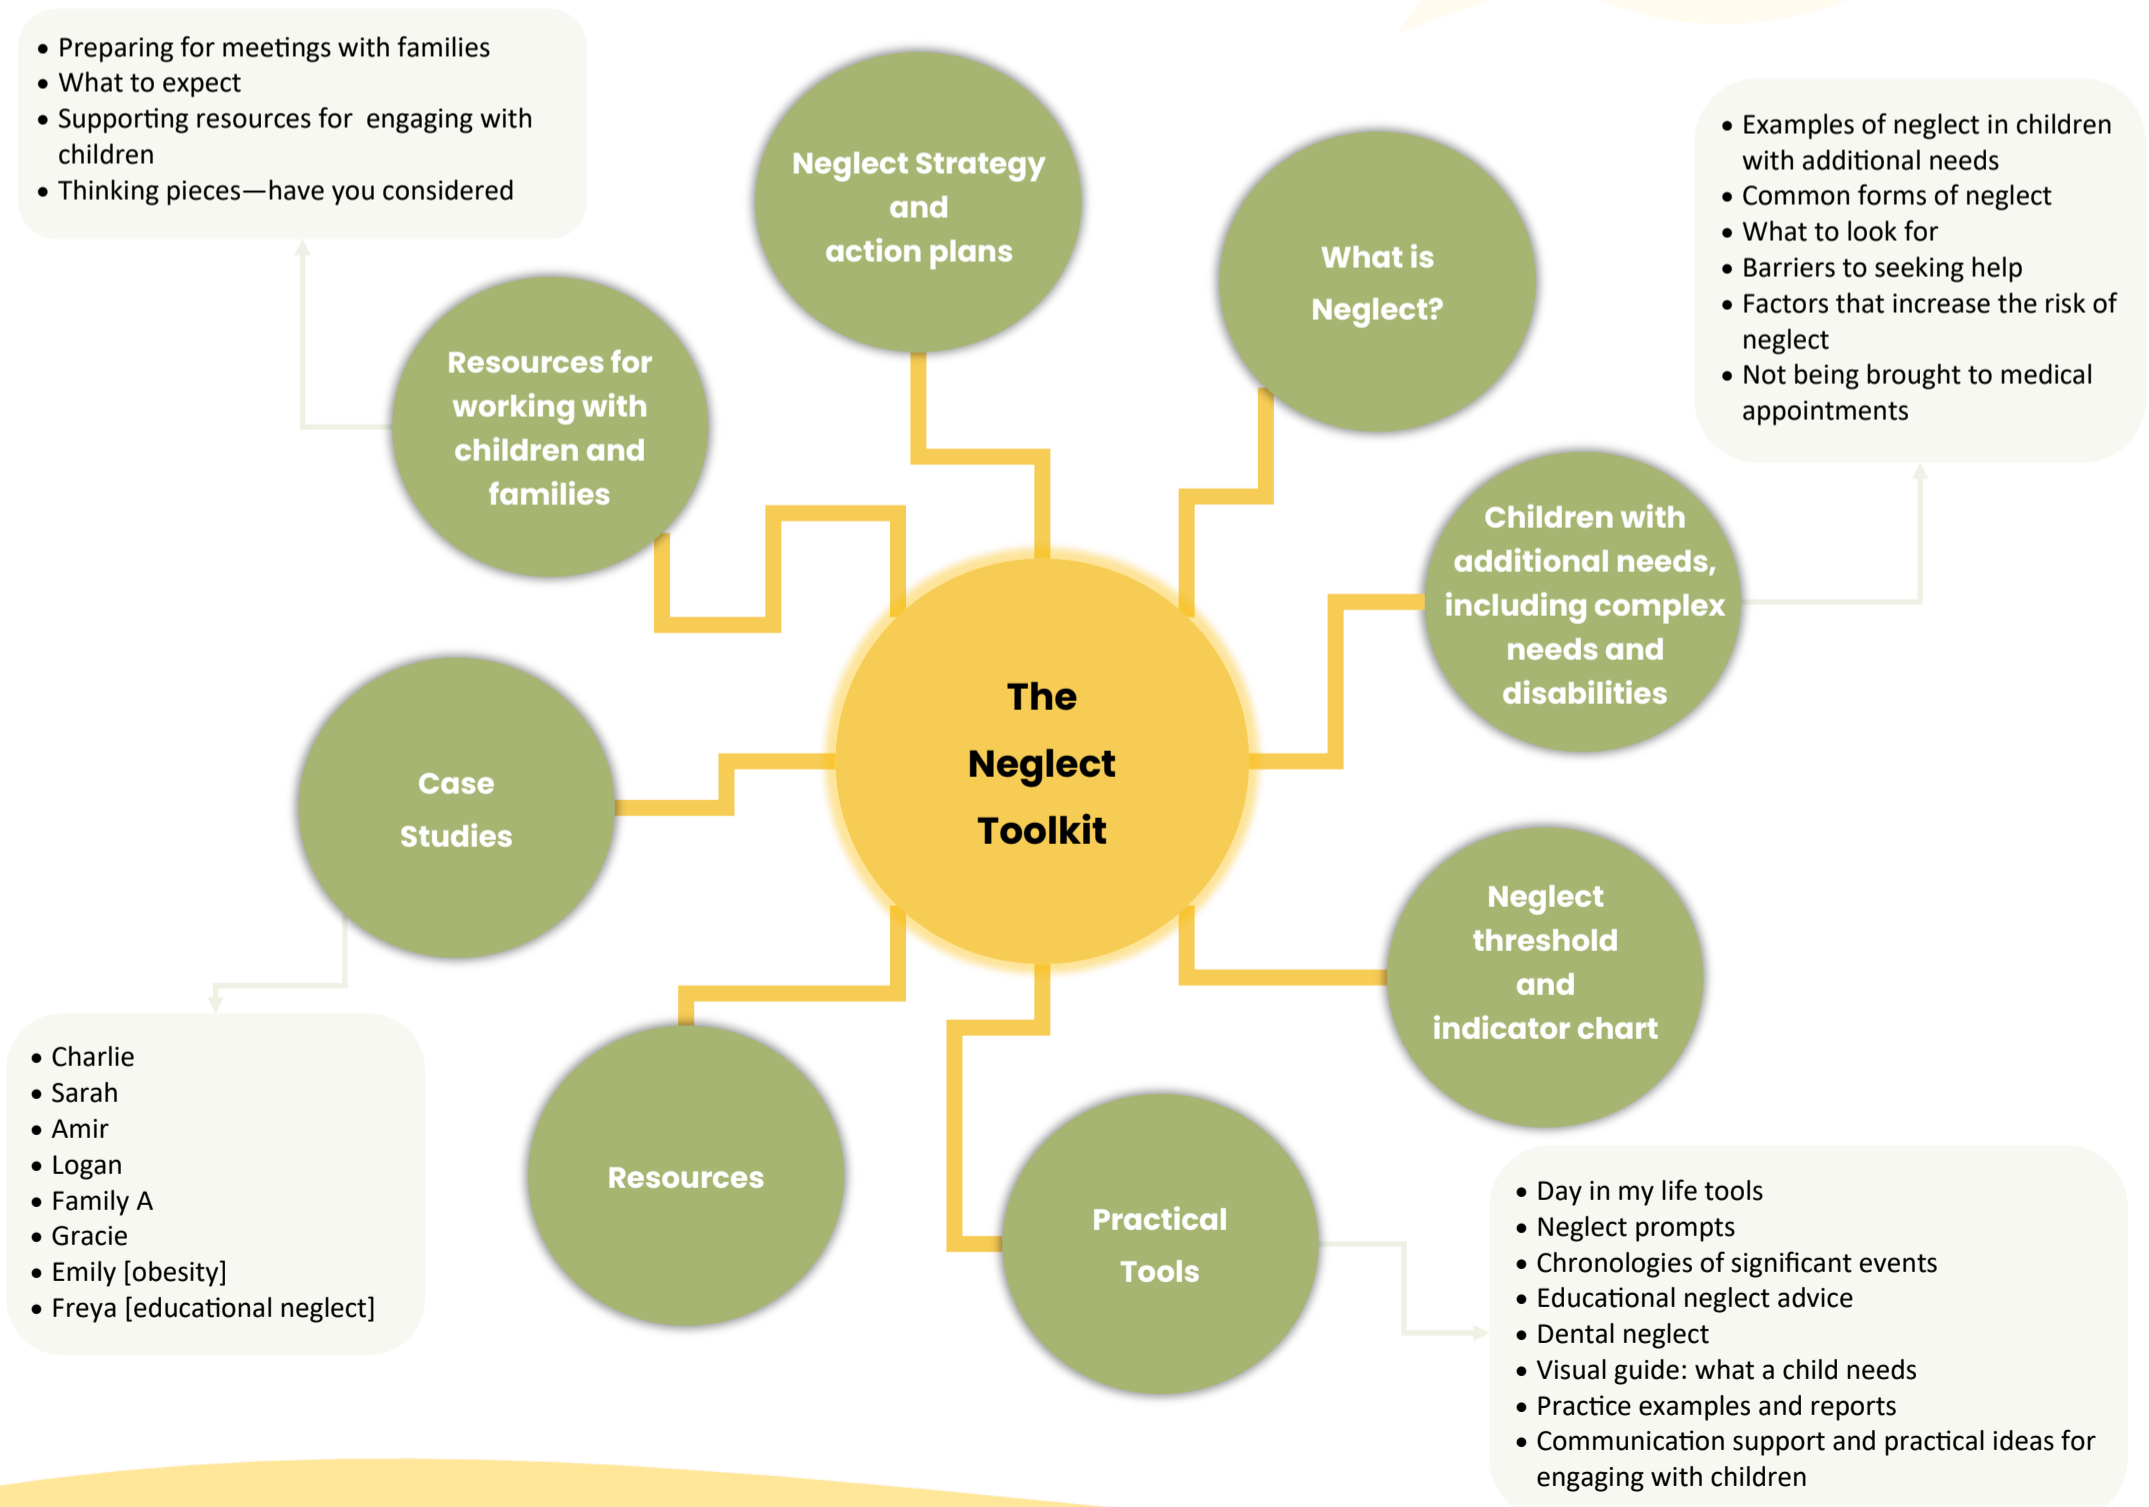 • Preparing for meetings with families
• What to expect
• Supporting resources for engaging with
children
• Thinking pieces—have you considered
Neglect Strategy
and
action plans
What is
Neglect?
• Examples of neglect in children
with additional needs
• Common forms of neglect
• What to look for
• Barriers to seeking help
• Factors that increase the risk of
neglect
• Not being brought to medical
appointments
Resources for
working with
children and
families
Children with
additional needs,
including complex
needs and
disabilities
The
Neglect
Toolkit
Case
Studies
Neglect
threshold
and
indicator chart
• Charlie
• Sarah
• Amir
• Logan
• Family A
• Gracie
• Emily [obesity]
• Freya [educational neglect]
Resources
Practical
Tools
• Day in my life tools
• Neglect prompts
• Chronologies of significant events
• Educational neglect advice
• Dental neglect
• Visual guide: what a child needs
• Practice examples and reports
• Communication support and practical ideas for
engaging with children